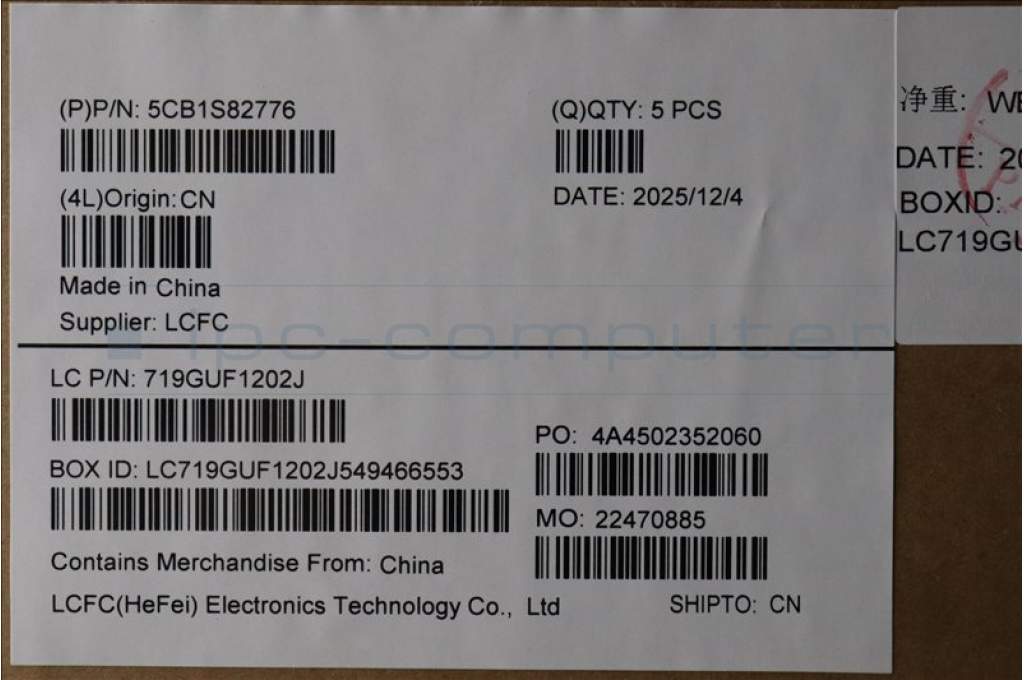 (P)P/N: 5CB1S82776
(Q)QTY: 5 PCS
(4L)Origin:CN
DATE: 2025/12/4
Made in China
Supplier: LCFC
ipc-computer
LC P/N: 719GUF1202J
PO: 4A4502352060
BOX ID: LC719GUF1202J549466553
MO: 22470885
Contains Merchandise From: China
LCFC(HeFei) Electronics Technology Co., Ltd
SHIPTO: CN
净重:
DATE:
BOXID: